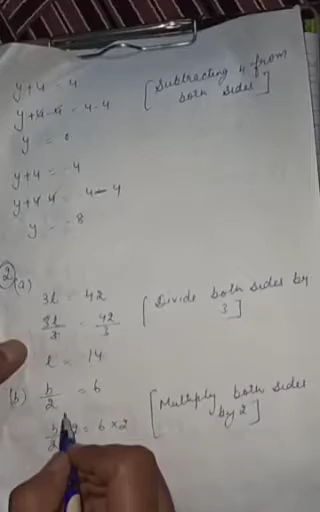 y + 4 = 4
y + 4 - 4 = 4 - 4 [Subtracting 4 from both sides]
y = 0
y + 4 = -4
y + 4 4 = 4 - 4
y = -8
② (a)
3l = 42
3l/3 = 42/3 [Divide both sides by 3]
l = 14
(b) b/2 = 6
b/2 2 = 6 × 2 [Multiply both sides by 2]